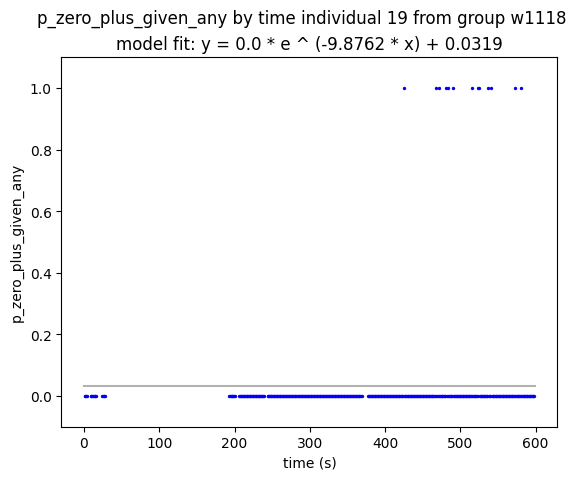 p_zero_plus_given_any by time individual 19 from group w1118
model fit: y = 0.0 * e ^ (-9.8762 * x) + 0.0319
1.0
0.8
0.6
0.4
0.2
0.0
p_zero_plus_given_any
0 100 200 300 400 500 600
time (s)